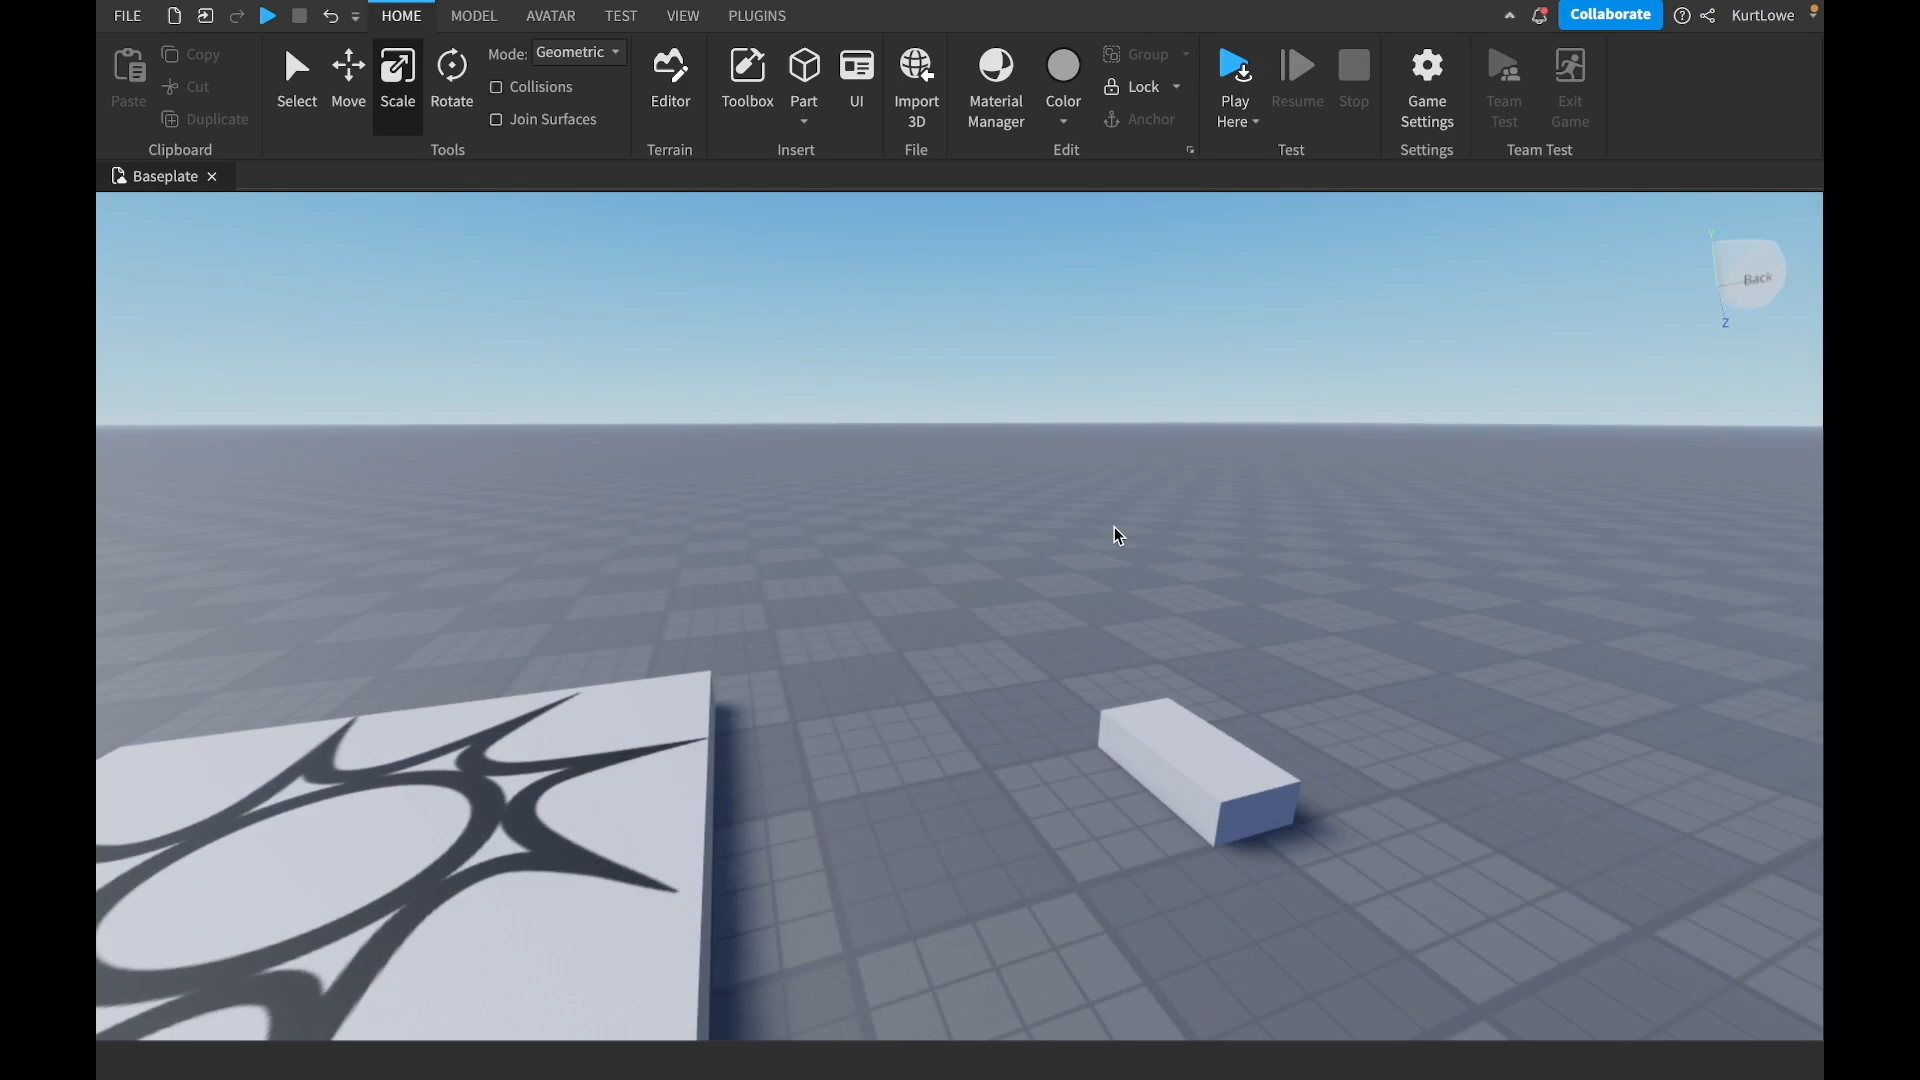 FILE HOME MODEL AVATAR TEST VIEW PLUGINS Collaborate KurtLowe
Paste Copy Cut Duplicate Clipboard
Select Move Scale Rotate Mode: Geometric Collisions Join Surfaces Tools
Editor Terrain
Toolbox Part UI Insert
Import 3D File
Material Manager Color Group Lock Anchor Edit
Play Here Resume Stop Test
Game Settings Settings
Team Test Exit Game Team Test
Baseplate
Y
Back
Z